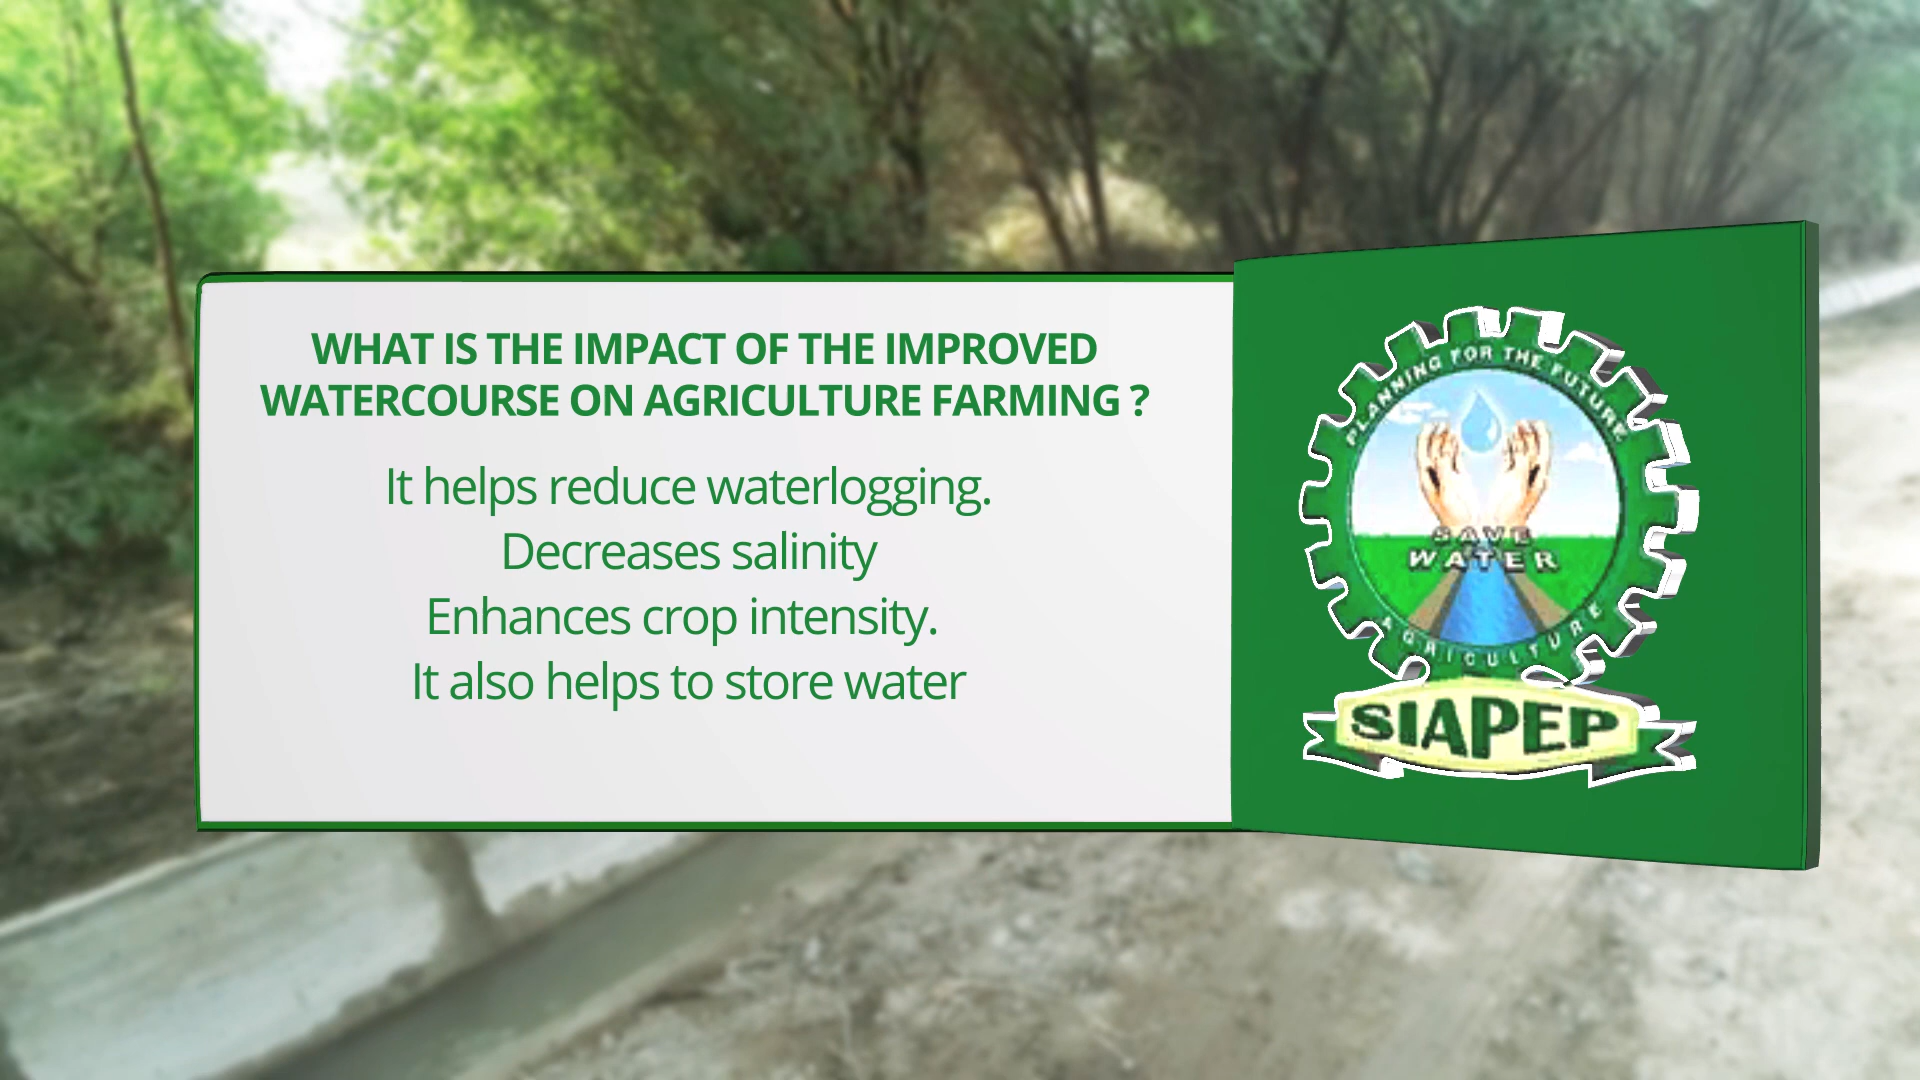 WHAT IS THE IMPACT OF THE IMPROVED
WATERCOURSE ON AGRICULTURE FARMING ?
It helps reduce waterlogging.
Decreases salinity
Enhances crop intensity.
It also helps to store water
PLANNING FOR THE FUTURE
SAVE
WATER
AGRICULTURE
SIAPEP